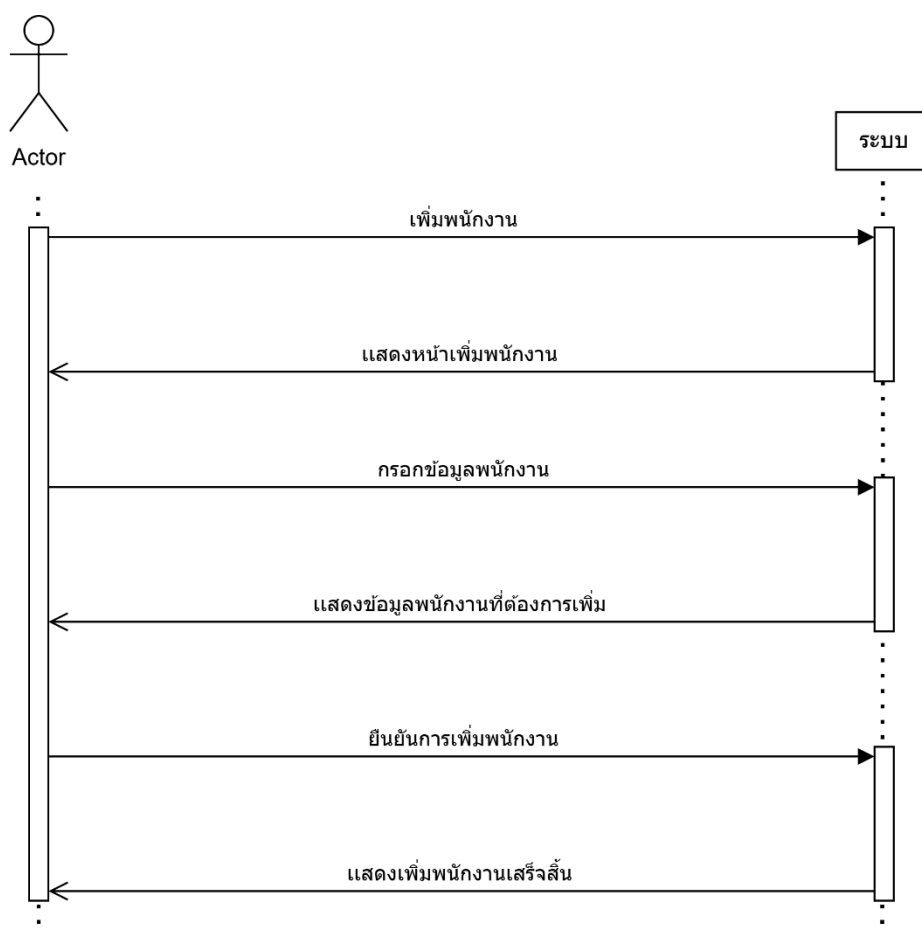 Actor
ระบบ
เพิ่มพนักงาน
แสดงหน้าเพิ่มพนักงาน
กรอกข้อมูลพนักงาน
แสดงข้อมูลพนักงานที่ต้องการเพิ่ม
ยืนยันการเพิ่มพนักงาน
แสดงเพิ่มพนักงานเสร็จสิ้น